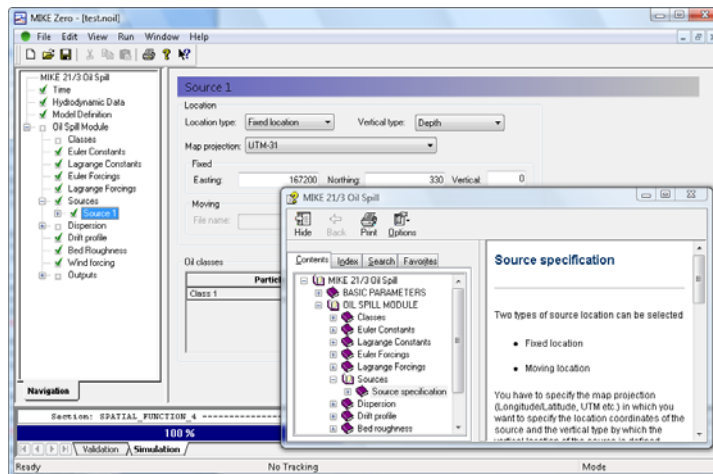 MIKE Zero - [test.noil]
File Edit View Run Window Help
MIKE 21/3 Oil Spill
Time
Hydrodynamic Data
Model Definition
Oil Spill Module
Classes
Euler Constants
Lagrange Constants
Euler Forcings
Lagrange Forcings
Sources
Source 1
Dispersion
Drift profile
Bed Roughness
Wind forcing
Outputs
Navigation
Source 1
Location
Location type: Fixed location Vertical type: Depth
Map projection: UTM-31
Fixed
Easting: 167200 Northing: 330 Vertical: 0
Moving
File name:
Oil classes
Class 1
MIKE 21/3 Oil Spill
Hide Back Print Options
Contents Index Search Favorites
MIKE 21/3 Oil Spill
BASIC PARAMETERS
OIL SPILL MODULE
Classes
Euler Constants
Lagrange Constants
Euler Forcings
Lagrange Forcings
Sources
Source specification
Dispersion
Drift profile
Bed roughness
Source specification
Two types of source location can be selected
• Fixed location
• Moving location
You have to specify the map projection
(Longitude/Latitude, UTM etc.) in which you
want to specify the location coordinates of the
source and the vertical type by which the
vertical location of the source is defined
Section: SPATIAL_FUNCTION_4 ----------------
100 %
Validation Simulation
Ready No Tracking Mode